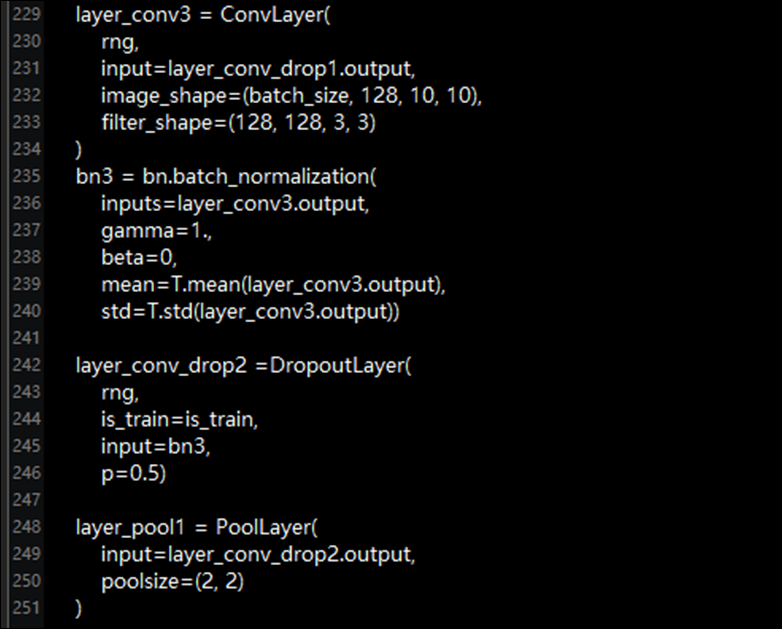 229 layer_conv3 = ConvLayer(
230 rng,
231 input=layer_conv_drop1.output,
232 image_shape=(batch_size, 128, 10, 10),
233 filter_shape=(128, 128, 3, 3)
234 )
235 bn3 = bn.batch_normalization(
236 inputs=layer_conv3.output,
237 gamma=1.,
238 beta=0,
239 mean=T.mean(layer_conv3.output),
240 std=T.std(layer_conv3.output))
241
242 layer_conv_drop2 =DropoutLayer(
243 rng,
244 is_train=is_train,
245 input=bn3,
246 p=0.5)
247
248 layer_pool1 = PoolLayer(
249 input=layer_conv_drop2.output,
250 poolsize=(2, 2)
251 )